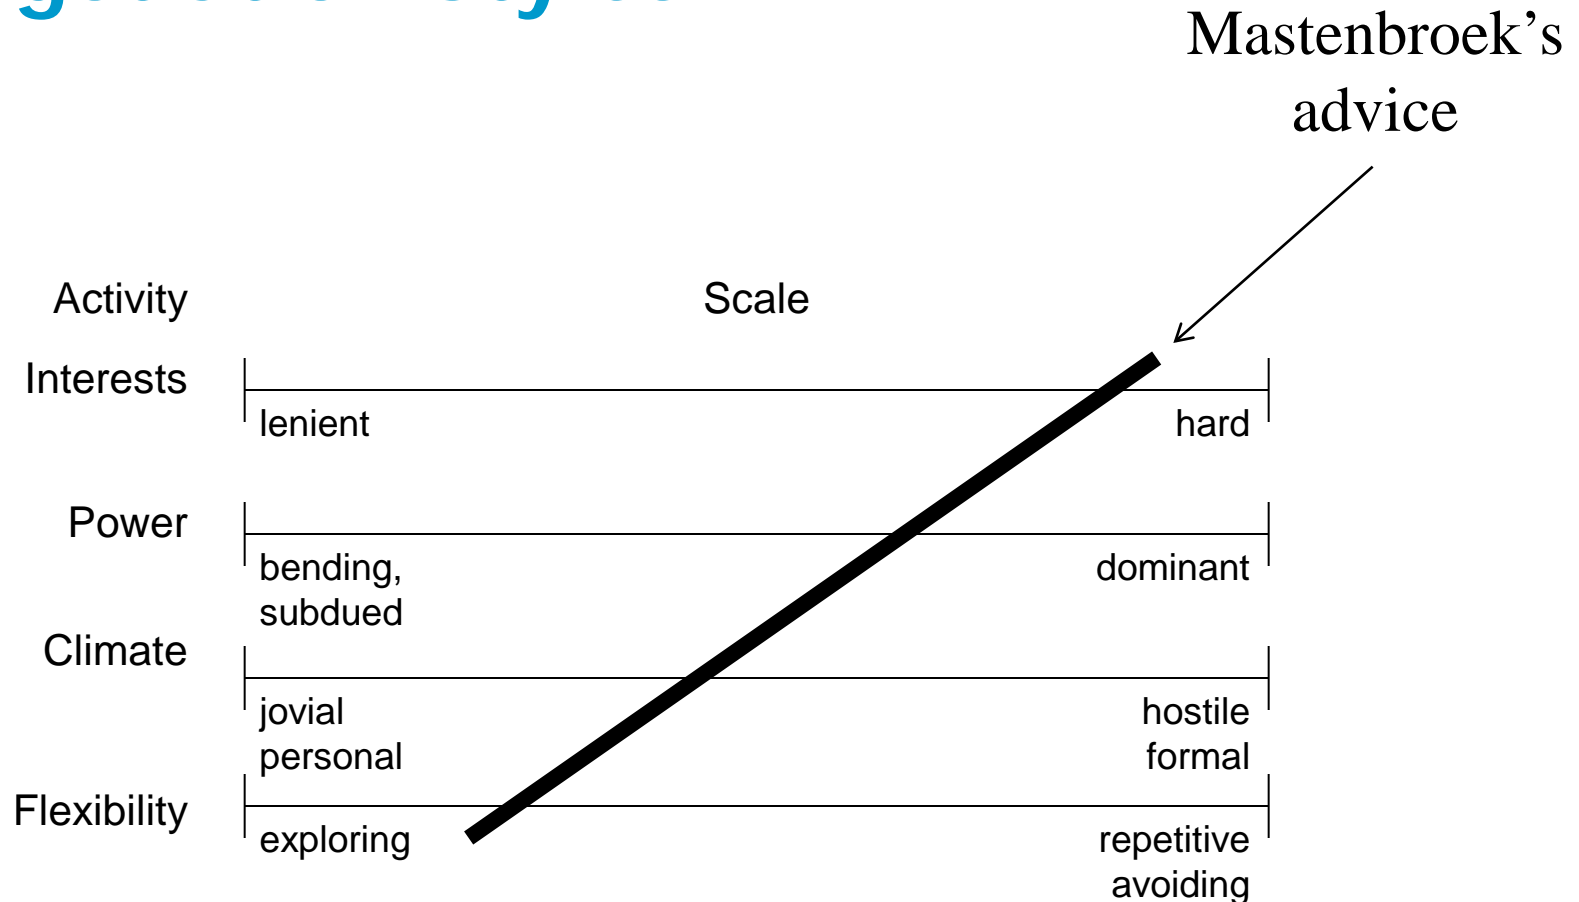 Mastenbroek’s
advice
Activity
Scale
Interests
lenient
hard
Power
bending,
subdued
dominant
Climate
jovial
personal
hostile
formal
Flexibility
exploring
repetitive
avoiding